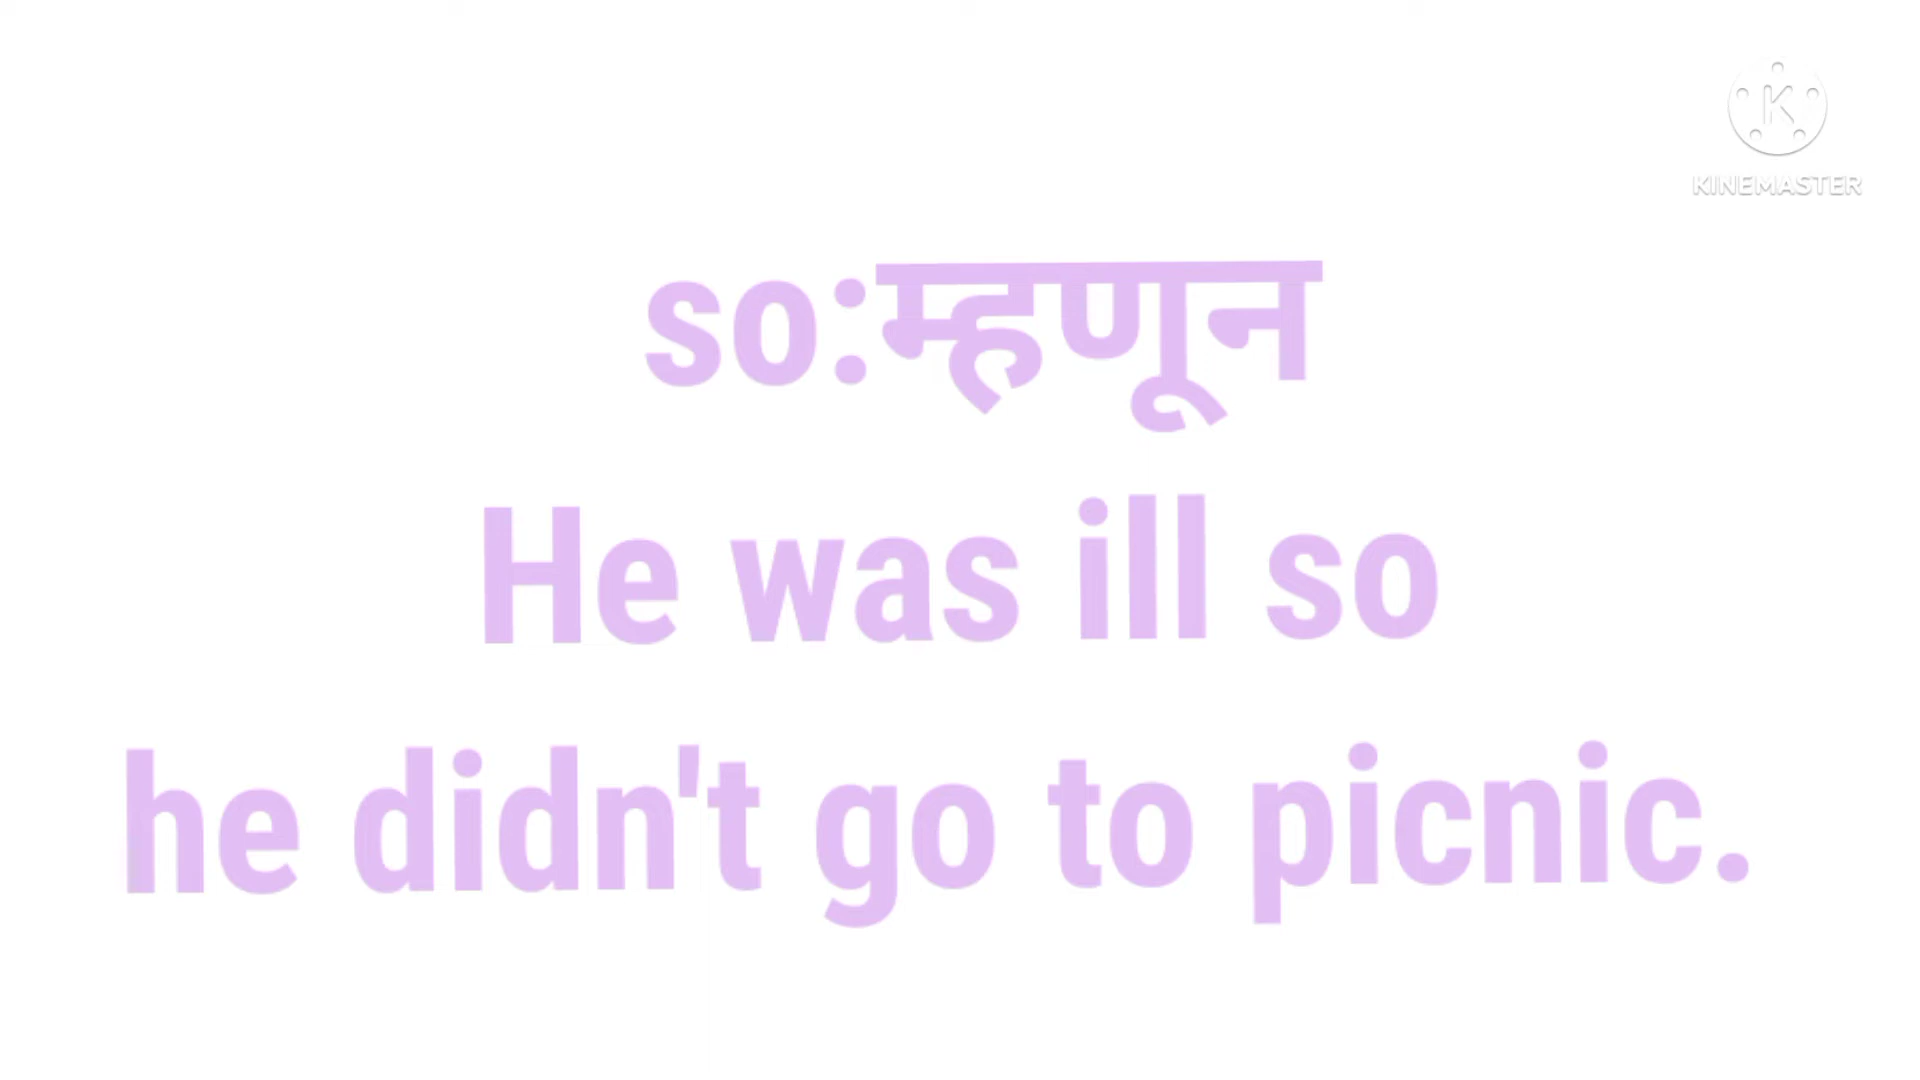 KINEMASTER
so:म्हणून
He was ill so
he didn't go to picnic.